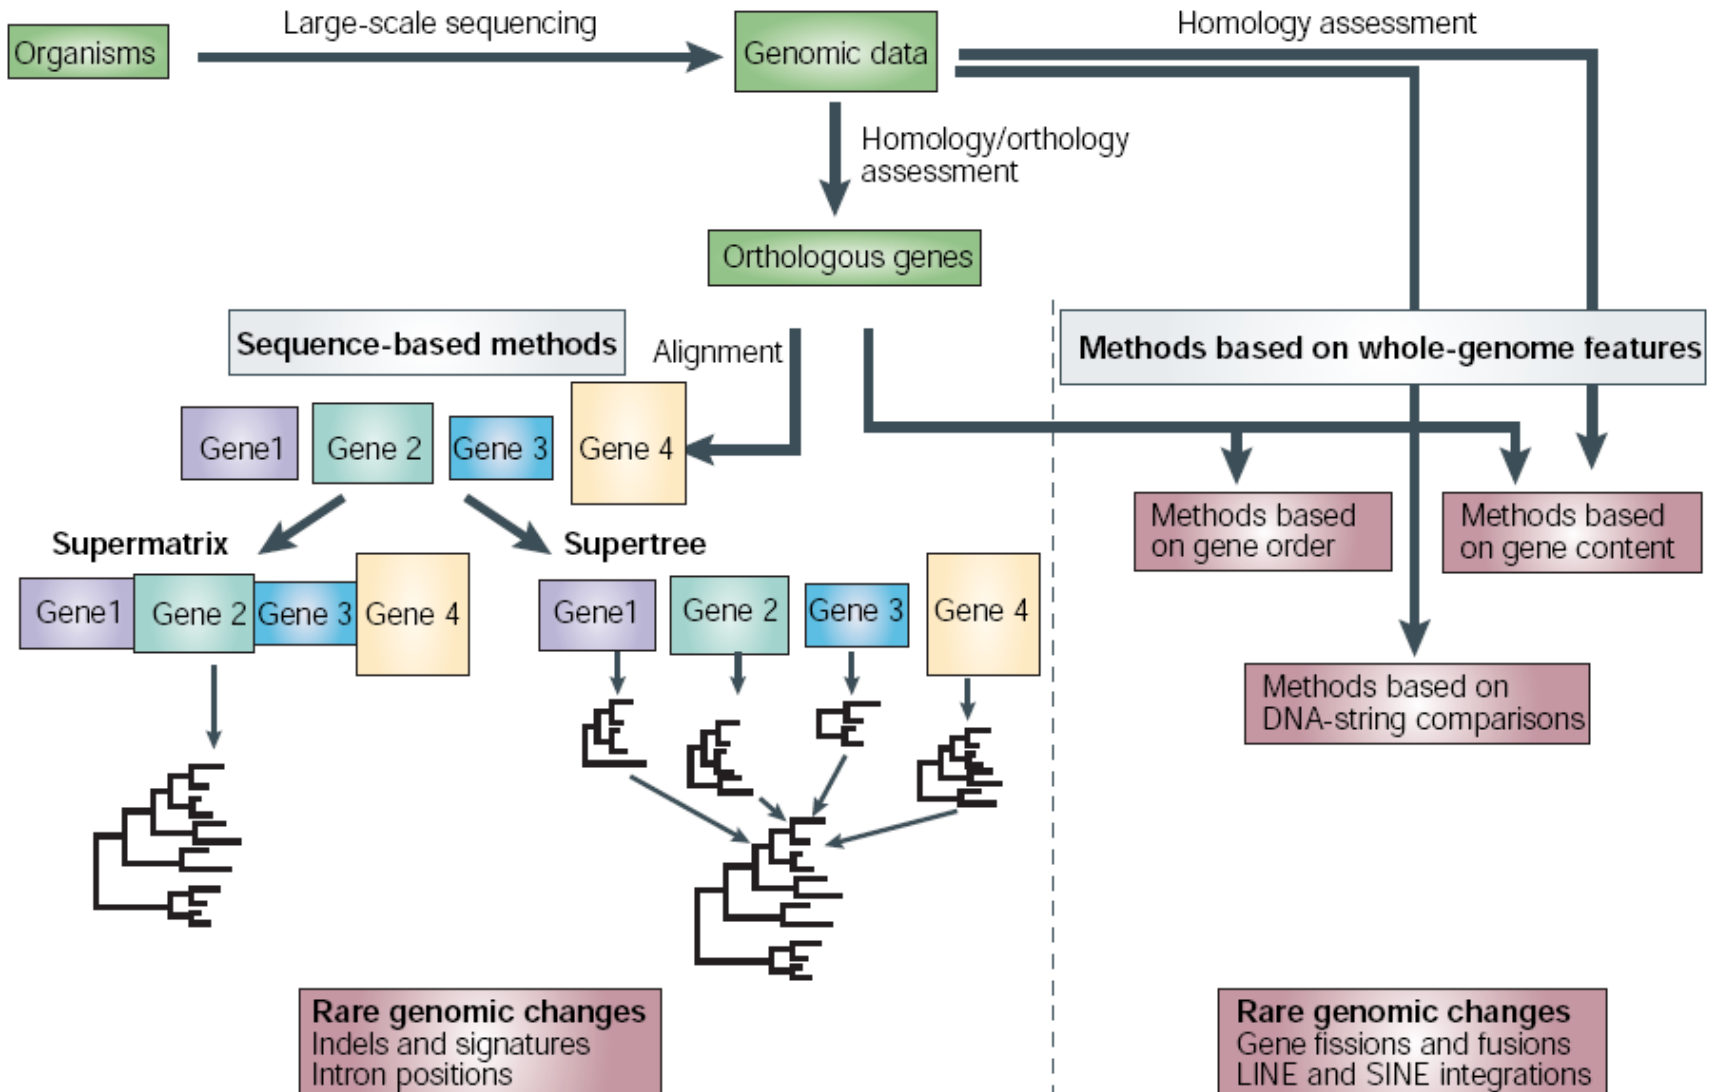 Organisms
Large-scale sequencing
Genomic data
Homology assessment
Homology/orthology
assessment
Orthologous genes
Sequence-based methods
Alignment
Methods based on whole-genome features
Gene1
Gene 2
Gene 3
Gene 4
Methods based
on gene order
Methods based
on gene content
Supermatrix
Supertree
Gene1
Gene 2
Gene 3
Gene 4
Gene1
Gene 2
Gene 3
Gene 4
Methods based on
DNA-string comparisons
Rare genomic changes
Indels and signatures
Intron positions
Rare genomic changes
Gene fissions and fusions
LINE and SINE integrations